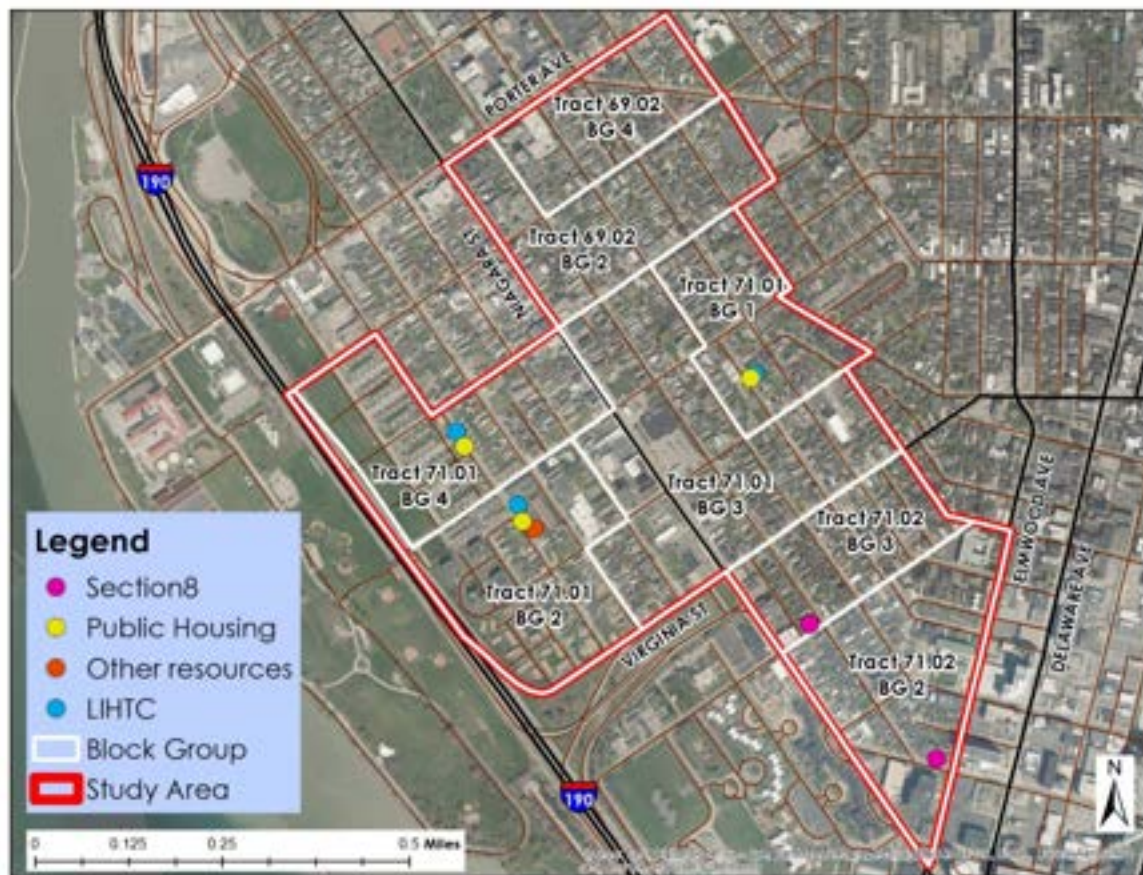 PORTER AVE
Tract 69.02
BG 4
190
NIAGARA ST
Tract 69.02
BG 2
Tract 71.01
BG 1
Tract 71.01
BG 4
Tract 71.01
BG 3
Tract 71.02
BG 3
ELMWOOD AVE
DELAWARE AVE
Tract 71.01
BG 2
VIRGINIA ST
Tract 71.02
BG 2
190
Legend
Section8
Public Housing
Other resources
LIHTC
Block Group
Study Area
0 0.125 0.25 0.5 Miles
N